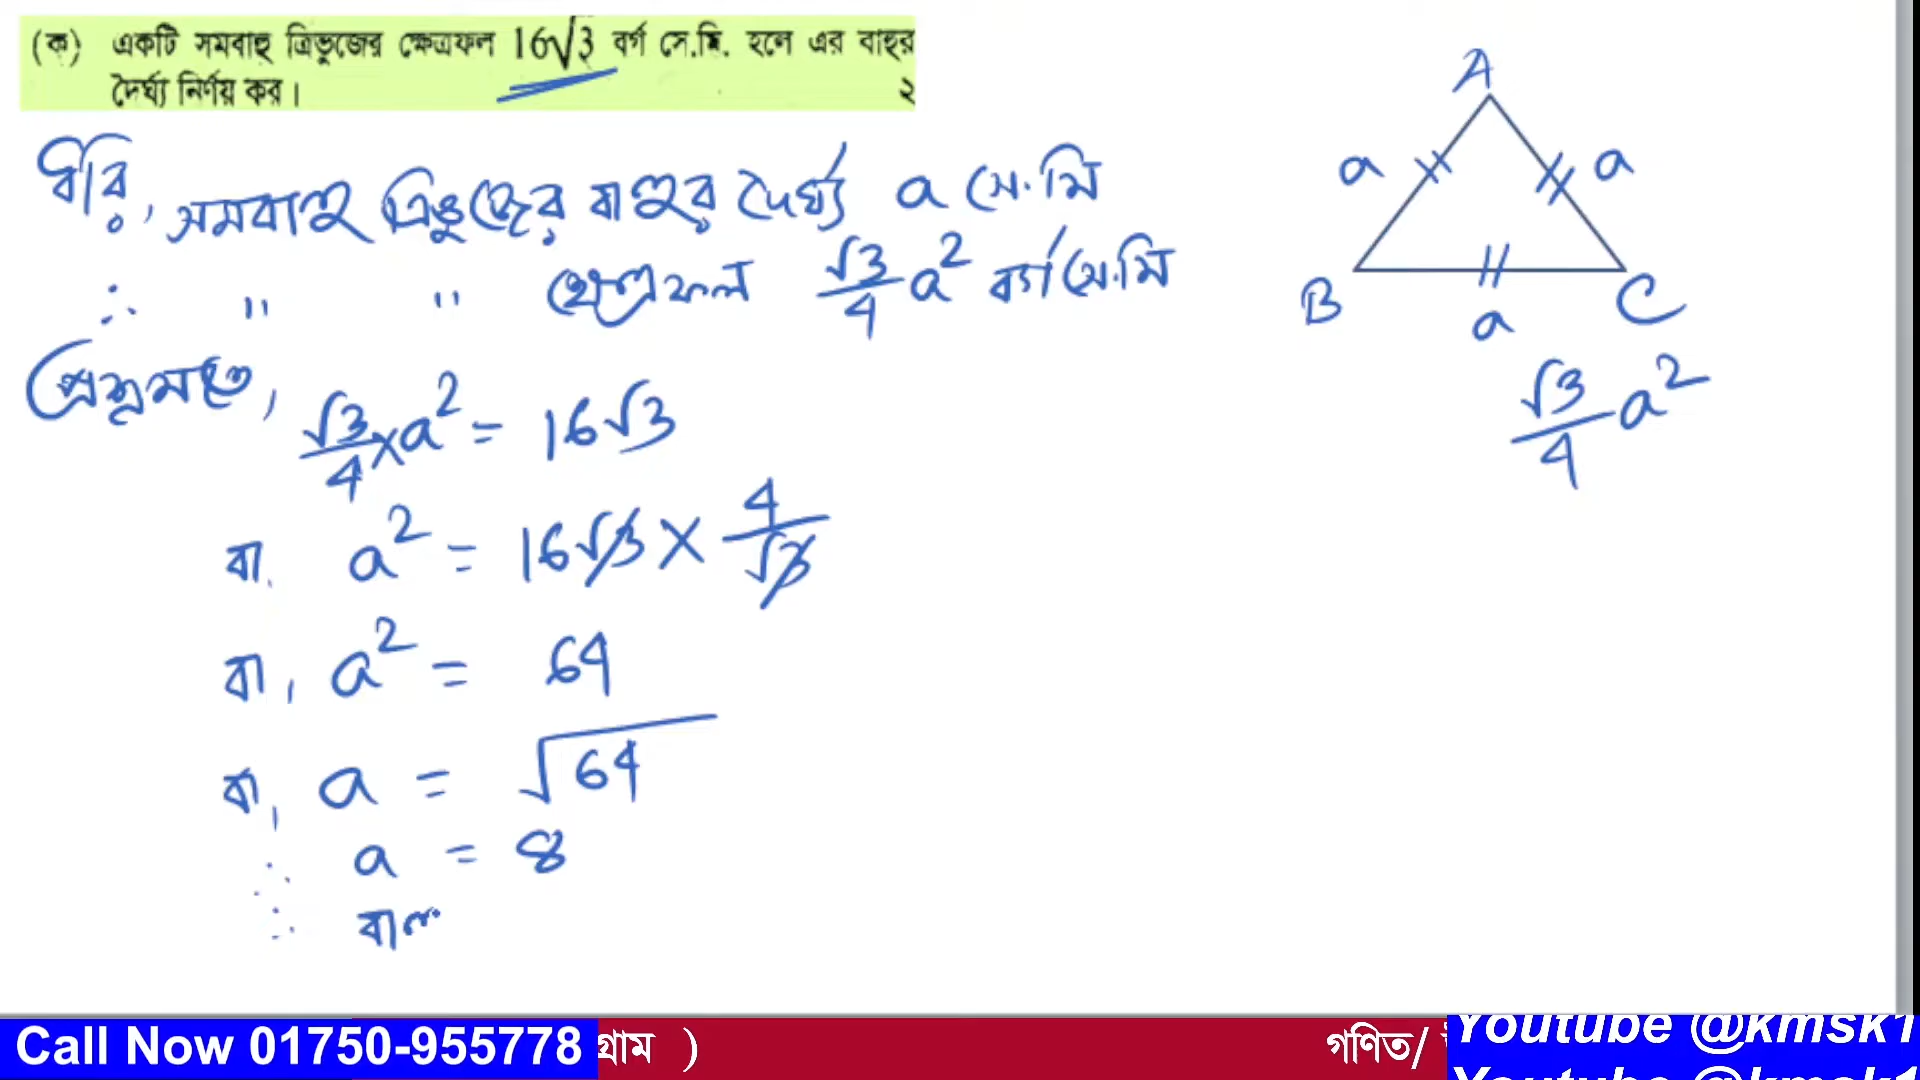 (ক) একটি সমবাহু ত্রিভুজের ক্ষেত্রফল 16√3 বর্গ সে.মি. হলে এর বাহুর
দৈর্ঘ্য নির্ণয় কর। ২
ধরি, সমবাহু ত্রিভুজের বাহুর দৈর্ঘ্য a সে.মি
∴ " " ক্ষেত্রফল √3/4 a² বর্গ সে.মি
প্রশ্নমতে,
√3/4 × a² = 16√3
বা, a² = 16√3 × 4/√3
বা, a² = 64
বা, a = √64
∴ a = 8
∴
A
a a
B a C
√3/4 a²
Call Now 01750-955778 গ্রাম ) গণিত/ Youtube @kmsk1
Youtube @kmsk1